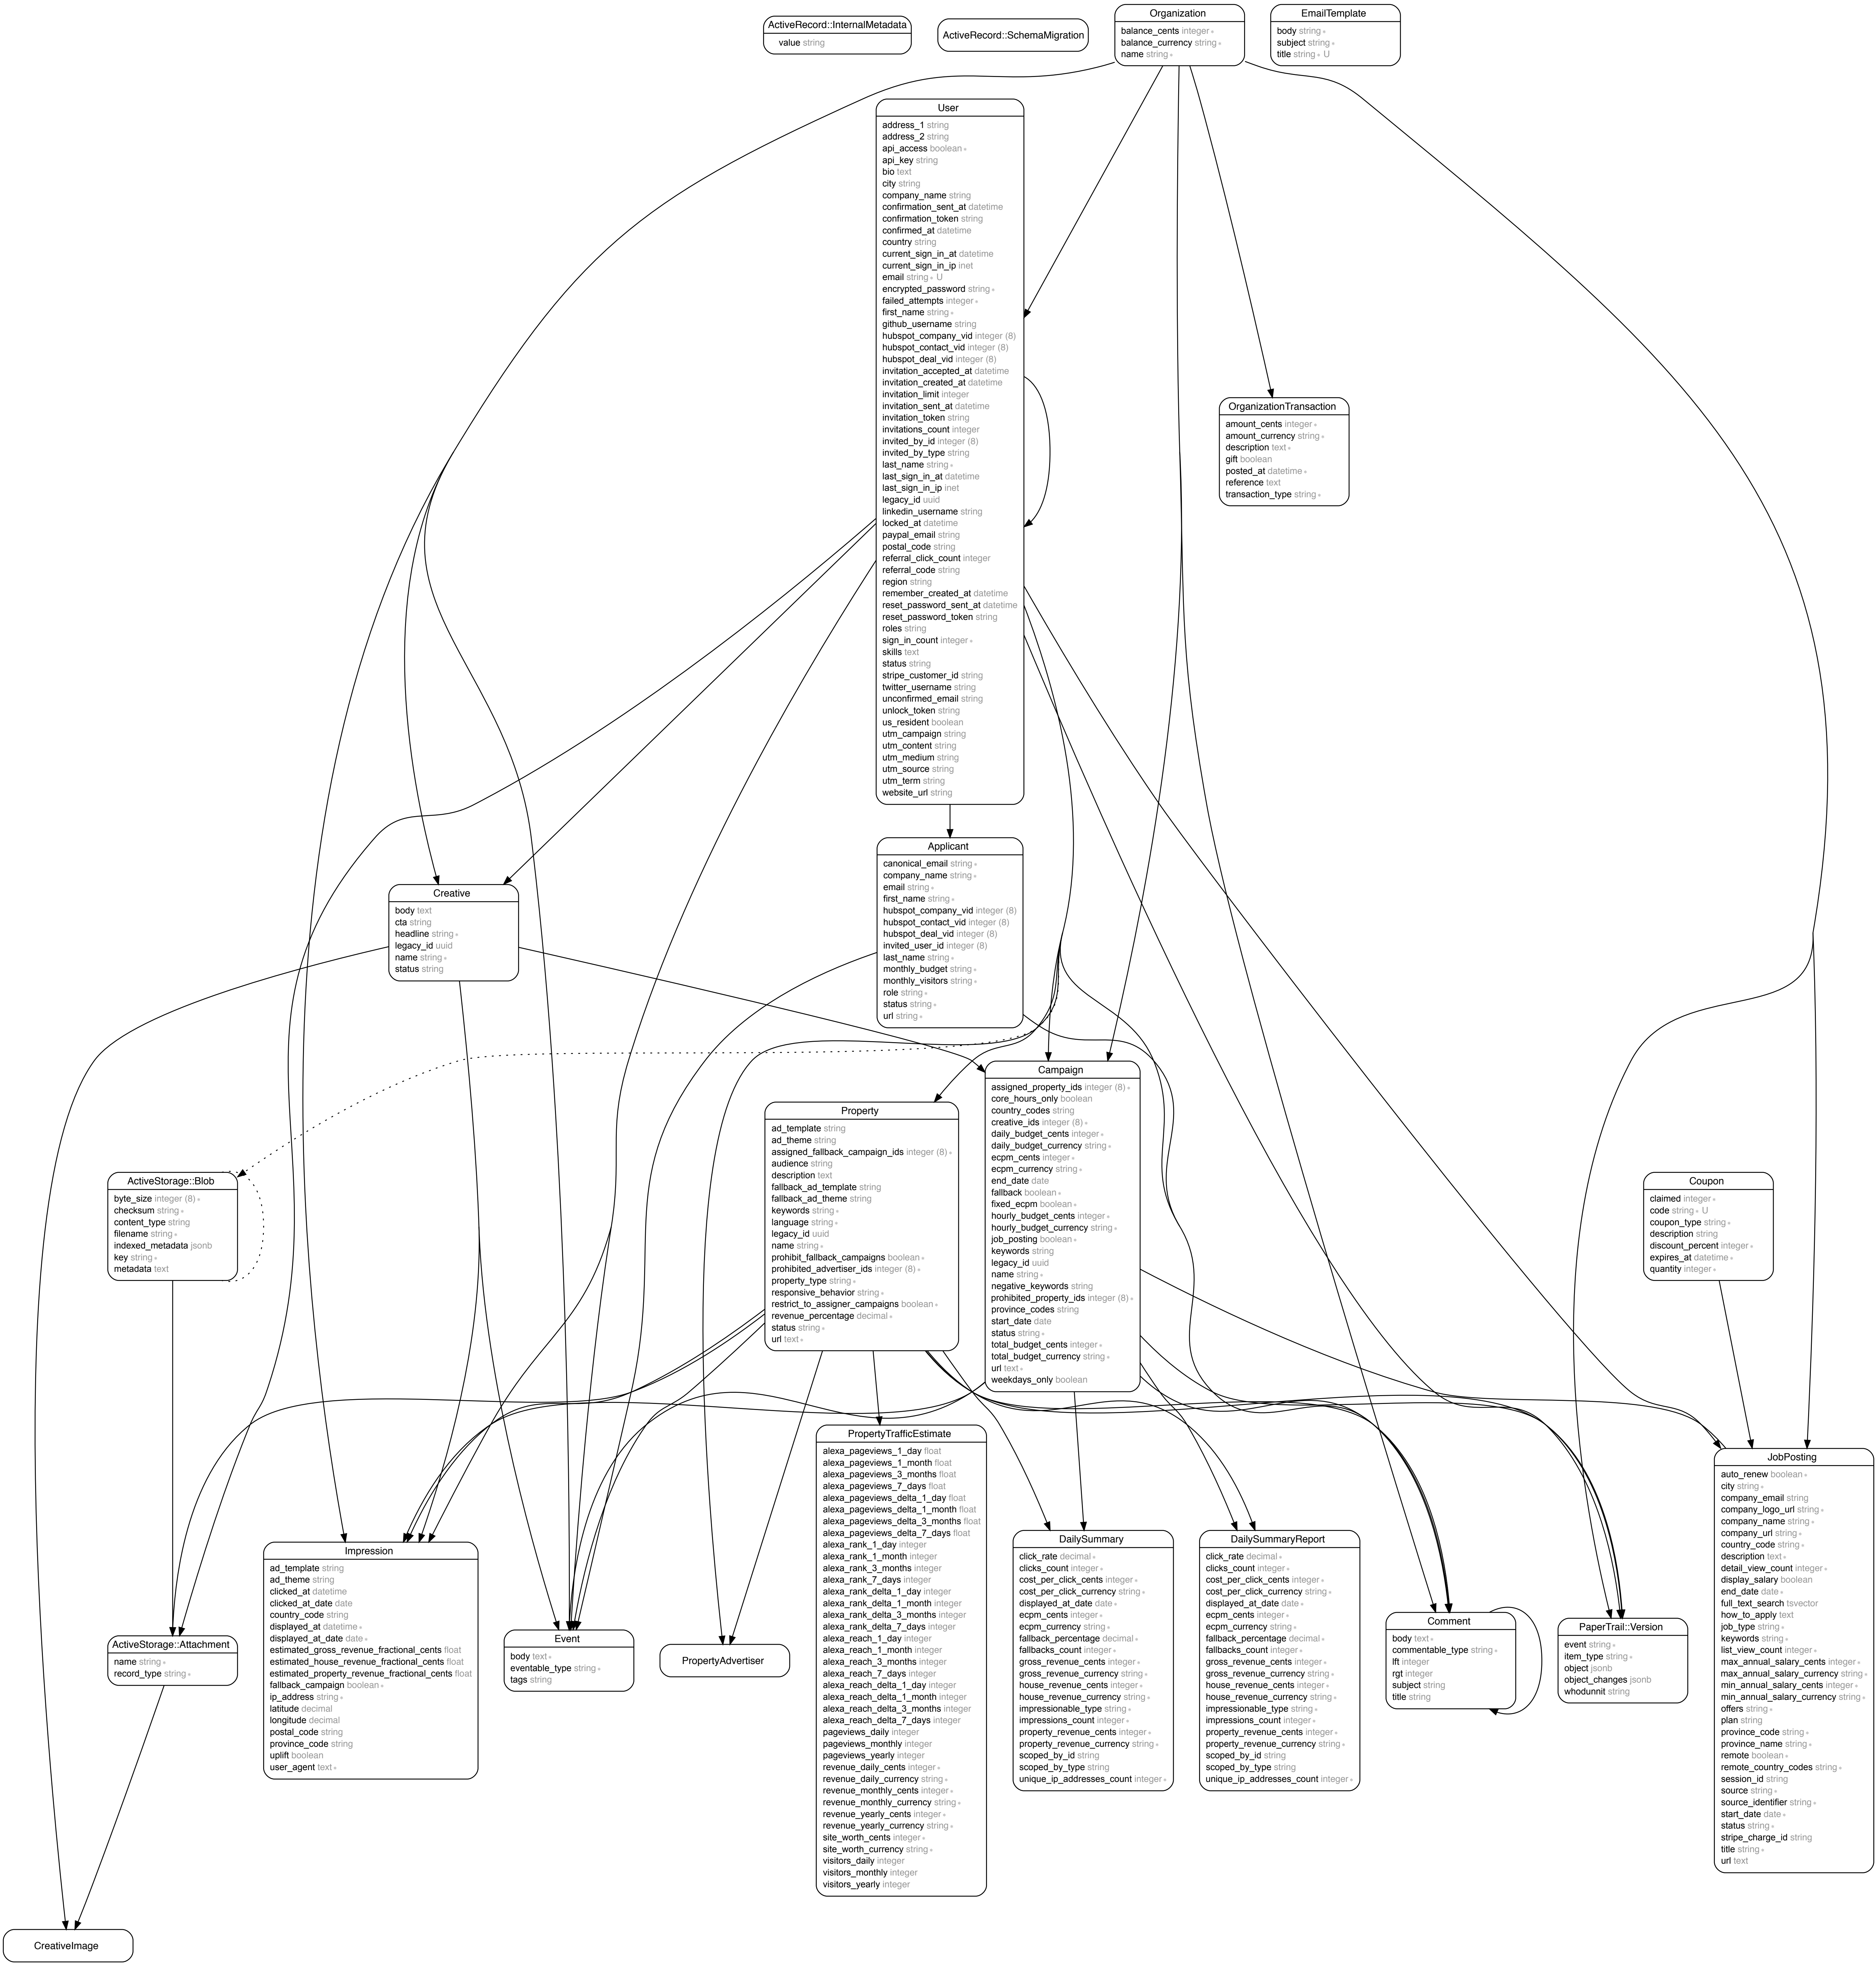 ActiveRecord::InternalMetadata
value string
ActiveRecord::SchemaMigration
Organization
balance_cents integer ∗
balance_currency string ∗
name string ∗
EmailTemplate
body string ∗
subject string ∗
title string ∗ U
User
address_1 string
address_2 string
api_access boolean ∗
api_key string
bio text
city string
company_name string
confirmation_sent_at datetime
confirmation_token string
confirmed_at datetime
country string
current_sign_in_at datetime
current_sign_in_ip inet
email string ∗ U
encrypted_password string ∗
failed_attempts integer ∗
first_name string ∗
github_username string
hubspot_company_vid integer (8)
hubspot_contact_vid integer (8)
hubspot_deal_vid integer (8)
invitation_accepted_at datetime
invitation_created_at datetime
invitation_limit integer
invitation_sent_at datetime
invitation_token string
invitations_count integer
invited_by_id integer (8)
invited_by_type string
last_name string ∗
last_sign_in_at datetime
last_sign_in_ip inet
legacy_id uuid
linkedin_username string
locked_at datetime
paypal_email string
postal_code string
referral_click_count integer
referral_code string
region string
remember_created_at datetime
reset_password_sent_at datetime
reset_password_token string
roles string
sign_in_count integer ∗
skills text
status string
stripe_customer_id string
twitter_username string
unconfirmed_email string
unlock_token string
us_resident boolean
utm_campaign string
utm_content string
utm_medium string
utm_source string
utm_term string
website_url string
OrganizationTransaction
amount_cents integer ∗
amount_currency string ∗
description text ∗
gift boolean
posted_at datetime ∗
reference text
transaction_type string ∗
Applicant
canonical_email string ∗
company_name string ∗
email string ∗
first_name string ∗
hubspot_company_vid integer (8)
hubspot_contact_vid integer (8)
hubspot_deal_vid integer (8)
invited_user_id integer (8)
last_name string ∗
monthly_budget string ∗
monthly_visitors string ∗
role string ∗
status string ∗
url string ∗
Creative
body text
cta string
headline string ∗
legacy_id uuid
name string ∗
status string
Campaign
assigned_property_ids integer (8) ∗
core_hours_only boolean
country_codes string
creative_ids integer (8) ∗
daily_budget_cents integer ∗
daily_budget_currency string ∗
ecpm_cents integer ∗
ecpm_currency string ∗
end_date date
fallback boolean ∗
fixed_ecpm boolean ∗
hourly_budget_cents integer ∗
hourly_budget_currency string ∗
job_posting boolean ∗
keywords string
legacy_id uuid
name string ∗
negative_keywords string
prohibited_property_ids integer (8) ∗
province_codes string
start_date date
status string ∗
total_budget_cents integer ∗
total_budget_currency string ∗
url text ∗
weekdays_only boolean
Property
ad_template string
ad_theme string
assigned_fallback_campaign_ids integer (8) ∗
audience string
description text
fallback_ad_template string
fallback_ad_theme string
keywords string ∗
language string ∗
legacy_id uuid
name string ∗
prohibit_fallback_campaigns boolean ∗
prohibited_advertiser_ids integer (8) ∗
property_type string ∗
responsive_behavior string ∗
restrict_to_assigner_campaigns boolean ∗
revenue_percentage decimal ∗
status string ∗
url text ∗
ActiveStorage::Blob
byte_size integer (8) ∗
checksum string ∗
content_type string
filename string ∗
indexed_metadata jsonb
key string ∗
metadata text
Coupon
claimed integer ∗
code string ∗ U
coupon_type string ∗
description string
discount_percent integer ∗
expires_at datetime ∗
quantity integer ∗
PropertyTrafficEstimate
alexa_pageviews_1_day float
alexa_pageviews_1_month float
alexa_pageviews_3_months float
alexa_pageviews_7_days float
alexa_pageviews_delta_1_day float
alexa_pageviews_delta_1_month float
alexa_pageviews_delta_3_months float
alexa_pageviews_delta_7_days float
alexa_rank_1_day integer
alexa_rank_1_month integer
alexa_rank_3_months integer
alexa_rank_7_days integer
alexa_rank_delta_1_day integer
alexa_rank_delta_1_month integer
alexa_rank_delta_3_months integer
alexa_rank_delta_7_days integer
alexa_reach_1_day integer
alexa_reach_1_month integer
alexa_reach_3_months integer
alexa_reach_7_days integer
alexa_reach_delta_1_day integer
alexa_reach_delta_1_month integer
alexa_reach_delta_3_months integer
alexa_reach_delta_7_days integer
pageviews_daily integer
pageviews_monthly integer
pageviews_yearly integer
revenue_daily_cents integer ∗
revenue_daily_currency string ∗
revenue_monthly_cents integer ∗
revenue_monthly_currency string ∗
revenue_yearly_cents integer ∗
revenue_yearly_currency string ∗
site_worth_cents integer ∗
site_worth_currency string ∗
visitors_daily integer
visitors_monthly integer
visitors_yearly integer
JobPosting
auto_renew boolean ∗
city string ∗
company_email string
company_logo_url string ∗
company_name string ∗
company_url string ∗
country_code string ∗
description text ∗
detail_view_count integer ∗
display_salary boolean
end_date date ∗
full_text_search tsvector
how_to_apply text
job_type string ∗
keywords string ∗
list_view_count integer ∗
max_annual_salary_cents integer ∗
max_annual_salary_currency string ∗
min_annual_salary_cents integer ∗
min_annual_salary_currency string ∗
offers string ∗
plan string
province_code string ∗
province_name string ∗
remote boolean ∗
remote_country_codes string ∗
session_id string
source string ∗
source_identifier string ∗
start_date date ∗
status string ∗
stripe_charge_id string
title string ∗
url text
Impression
ad_template string
ad_theme string
clicked_at datetime
clicked_at_date date
country_code string
displayed_at datetime ∗
displayed_at_date date ∗
estimated_gross_revenue_fractional_cents float
estimated_house_revenue_fractional_cents float
estimated_property_revenue_fractional_cents float
fallback_campaign boolean ∗
ip_address string ∗
latitude decimal
longitude decimal
postal_code string
province_code string
uplift boolean
user_agent text ∗
DailySummary
click_rate decimal ∗
clicks_count integer ∗
cost_per_click_cents integer ∗
cost_per_click_currency string ∗
displayed_at_date date ∗
ecpm_cents integer ∗
ecpm_currency string ∗
fallback_percentage decimal ∗
fallbacks_count integer ∗
gross_revenue_cents integer ∗
gross_revenue_currency string ∗
house_revenue_cents integer ∗
house_revenue_currency string ∗
impressionable_type string ∗
impressions_count integer ∗
property_revenue_cents integer ∗
property_revenue_currency string ∗
scoped_by_id string
scoped_by_type string
unique_ip_addresses_count integer ∗
DailySummaryReport
click_rate decimal ∗
clicks_count integer ∗
cost_per_click_cents integer ∗
cost_per_click_currency string ∗
displayed_at_date date ∗
ecpm_cents integer ∗
ecpm_currency string ∗
fallback_percentage decimal ∗
fallbacks_count integer ∗
gross_revenue_cents integer ∗
gross_revenue_currency string ∗
house_revenue_cents integer ∗
house_revenue_currency string ∗
impressionable_type string ∗
impressions_count integer ∗
property_revenue_cents integer ∗
property_revenue_currency string ∗
scoped_by_id string
scoped_by_type string
unique_ip_addresses_count integer ∗
Comment
body text ∗
commentable_type string ∗
lft integer
rgt integer
subject string
title string
PaperTrail::Version
event string ∗
item_type string ∗
object jsonb
object_changes jsonb
whodunnit string
ActiveStorage::Attachment
name string ∗
record_type string ∗
Event
body text ∗
eventable_type string ∗
tags string
PropertyAdvertiser
CreativeImage